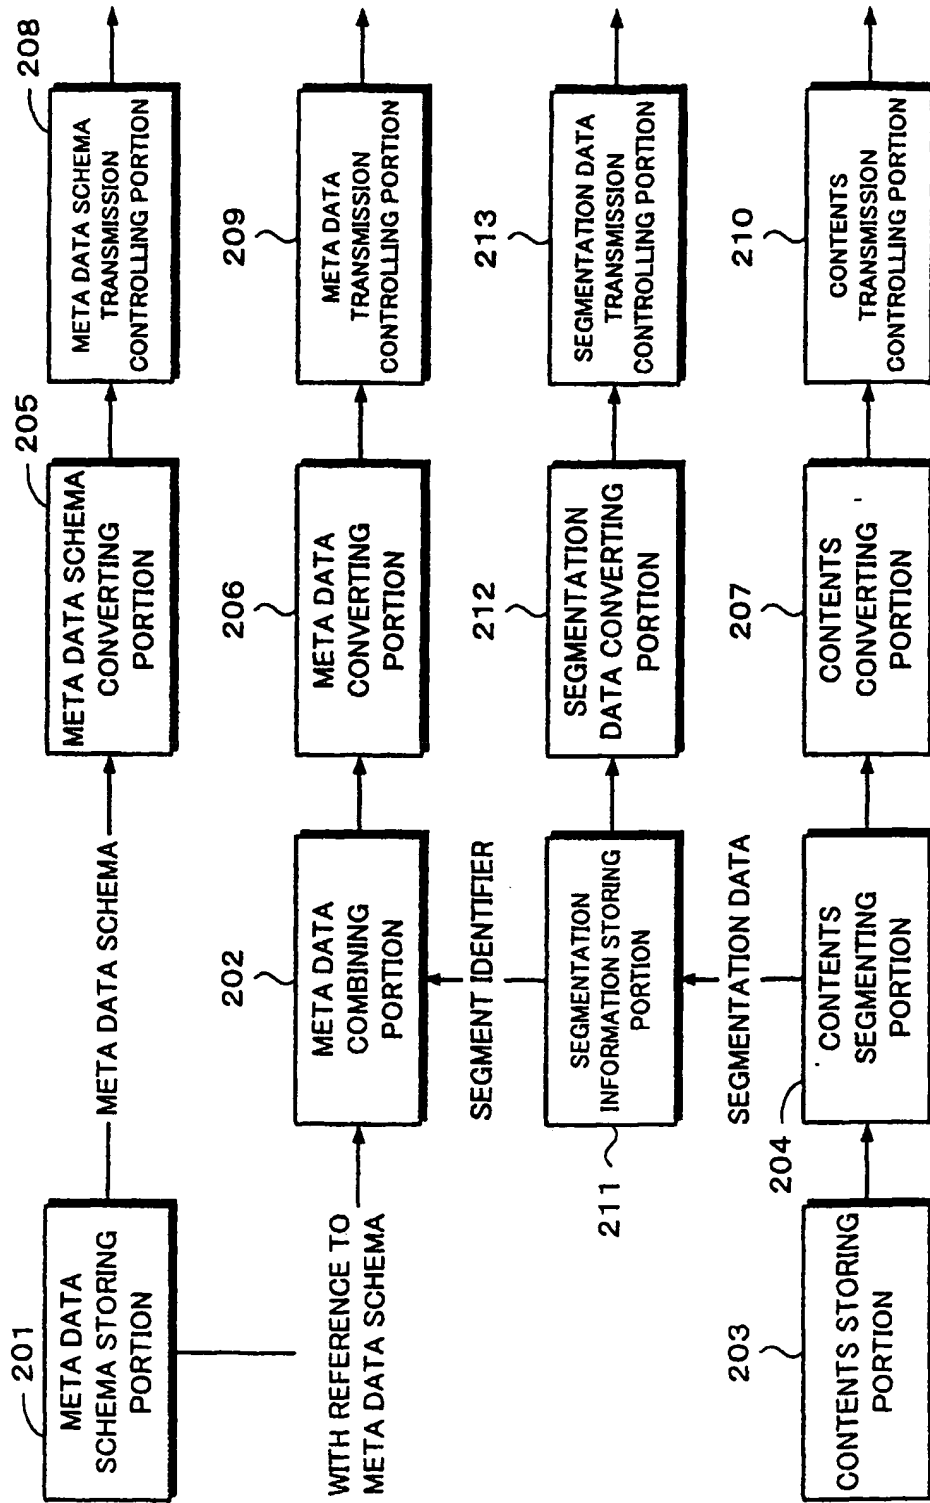 201
META DATA
SCHEMA STORING
PORTION
META DATA SCHEMA
205
META DATA SCHEMA
CONVERTING
PORTION
208
META DATA SCHEMA
TRANSMISSION
CONTROLLING PORTION
WITH REFERENCE TO
META DATA SCHEMA
202
META DATA
COMBINING
PORTION
206
META DATA
CONVERTING
PORTION
209
META DATA
TRANSMISSION
CONTROLLING PORTION
SEGMENT IDENTIFIER
211
SEGMENTATION
INFORMATION STORING
PORTION
212
SEGMENTATION
DATA CONVERTING
PORTION
213
SEGMENTATION DATA
TRANSMISSION
CONTROLLING PORTION
SEGMENTATION DATA
203
CONTENTS STORING
PORTION
204
CONTENTS
SEGMENTING
PORTION
207
CONTENTS
CONVERTING
PORTION
210
CONTENTS
TRANSMISSION
CONTROLLING PORTION